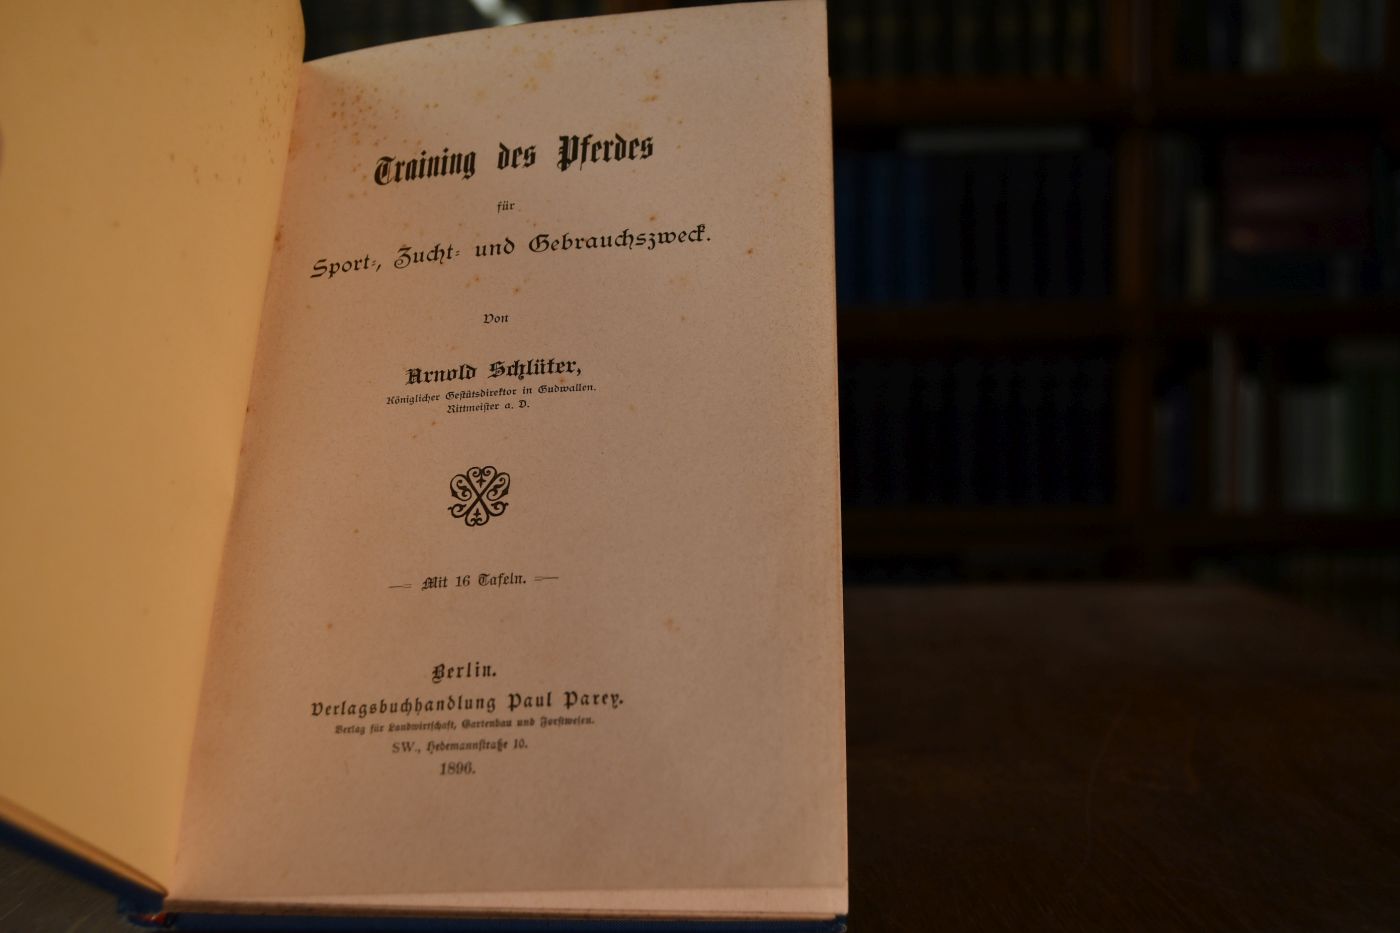 Training des Pferdes
für
Sport-, Zucht- und Gebrauchszweck.
Von
Arnold Schlüter,
Königlicher Gestütsdirektor in Gudwallen.
Rittmeister a. D.
Mit 16 Tafeln.
Berlin.
Verlagsbuchhandlung Paul Parey.
Verlag für Landwirtschaft, Gartenbau und Forstwesen.
SW., Hedemannstraße 10.
1896.